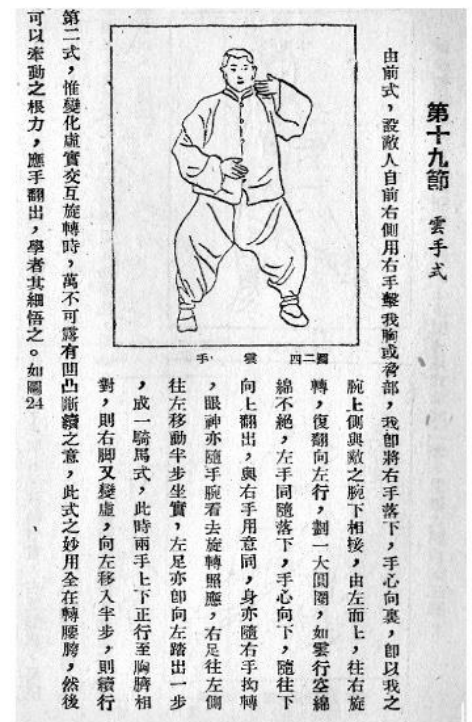 第十九節 雲手式
由前式，設敵人自前右側用右手擊我胸或脅部，我卽將右手落下，手心向裏，卽以我之
腕上側與敵之腕下相接，由左而上，往右旋
轉，復翻向左行，劃一大圓圈，如雲行空綿
綿不絕，左手同隨落下，手心向下，隨往下
向上翻出，與右手用意同，身亦隨右手拗轉
，眼神亦隨手腕看去旋轉照應，右足往左側
往左移動半步坐實，左足亦卽向左踏出一步
，成一騎馬式，此時兩手上下正行至胸臍相
對，則右脚又變虛，向左移入半步，則續行
圖二四 雲手
第二式，惟變化虛實交互旋轉時，萬不可露有凹凸斷續之意，此式之妙用全在轉腰胯，然後
可以牽動之根力，應手翻出，學者其細悟之。如圖24